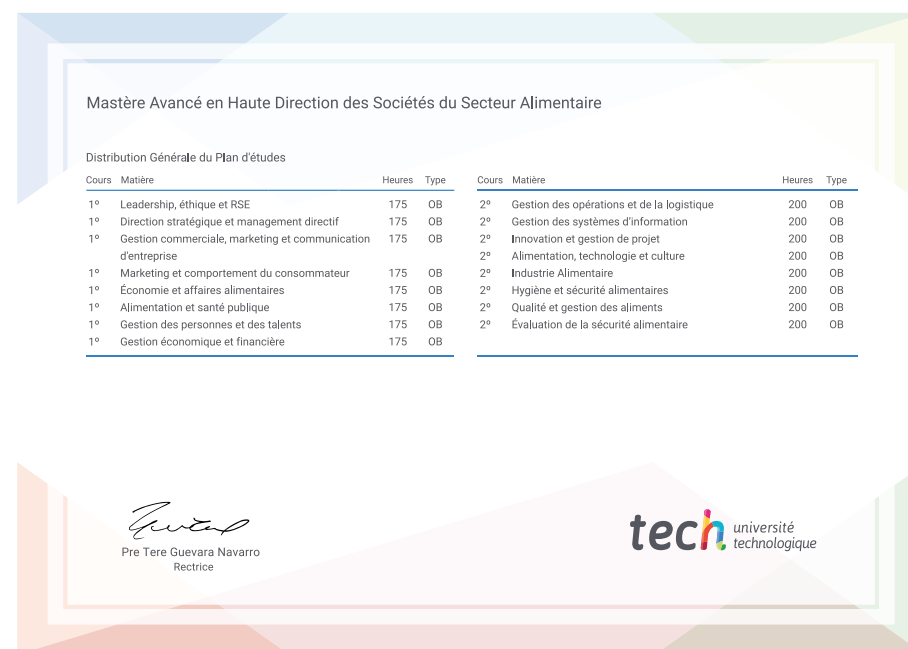 Mastère Avancé en Haute Direction des Sociétés du Secteur Alimentaire
Distribution Générale du Plan d'études
Cours Matière Heures Type
1º Leadership, éthique et RSE 175 OB
1º Direction stratégique et management directif 175 OB
1º Gestion commerciale, marketing et communication 175 OB
d'entreprise
1º Marketing et comportement du consommateur 175 OB
1º Économie et affaires alimentaires 175 OB
1º Alimentation et santé publique 175 OB
1º Gestion des personnes et des talents 175 OB
1º Gestion économique et financière 175 OB
Cours Matière Heures Type
2º Gestion des opérations et de la logistique 200 OB
2º Gestion des systèmes d'information 200 OB
2º Innovation et gestion de projet 200 OB
2º Alimentation, technologie et culture 200 OB
2º Industrie Alimentaire 200 OB
2º Hygiène et sécurité alimentaires 200 OB
2º Qualité et gestion des aliments 200 OB
2º Évaluation de la sécurité alimentaire 200 OB
Pre Tere Guevara Navarro
Rectrice
tech université
technologique